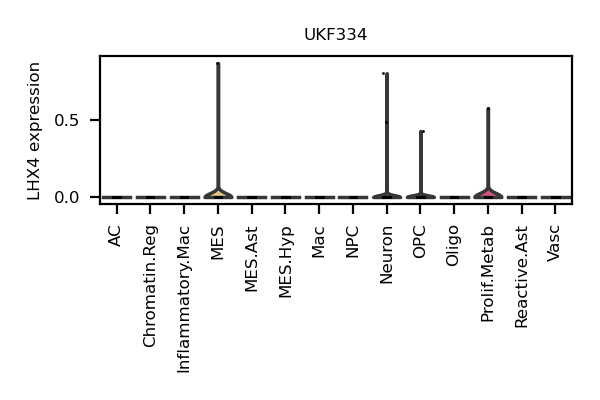 UKF334
LHX4 expression
0.5
0.0
AC
Chromatin.Reg
Inflammatory.Mac
MES
MES.Ast
MES.Hyp
Mac
NPC
Neuron
OPC
Oligo
Prolif.Metab
Reactive.Ast
Vasc